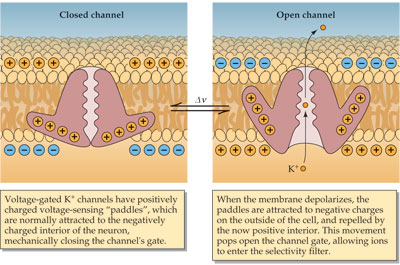 Closed channel
Open channel
Δv
K+
Voltage-gated K+ channels have positively
charged voltage-sensing “paddles”, which
are normally attracted to the negatively
charged interior of the neuron,
mechanically closing the channel's gate.
When the membrane depolarizes, the
paddles are attracted to negative charges
on the outside of the cell, and repelled by
the now positive interior. This movement
pops open the channel gate, allowing ions
to enter the selectivity filter.